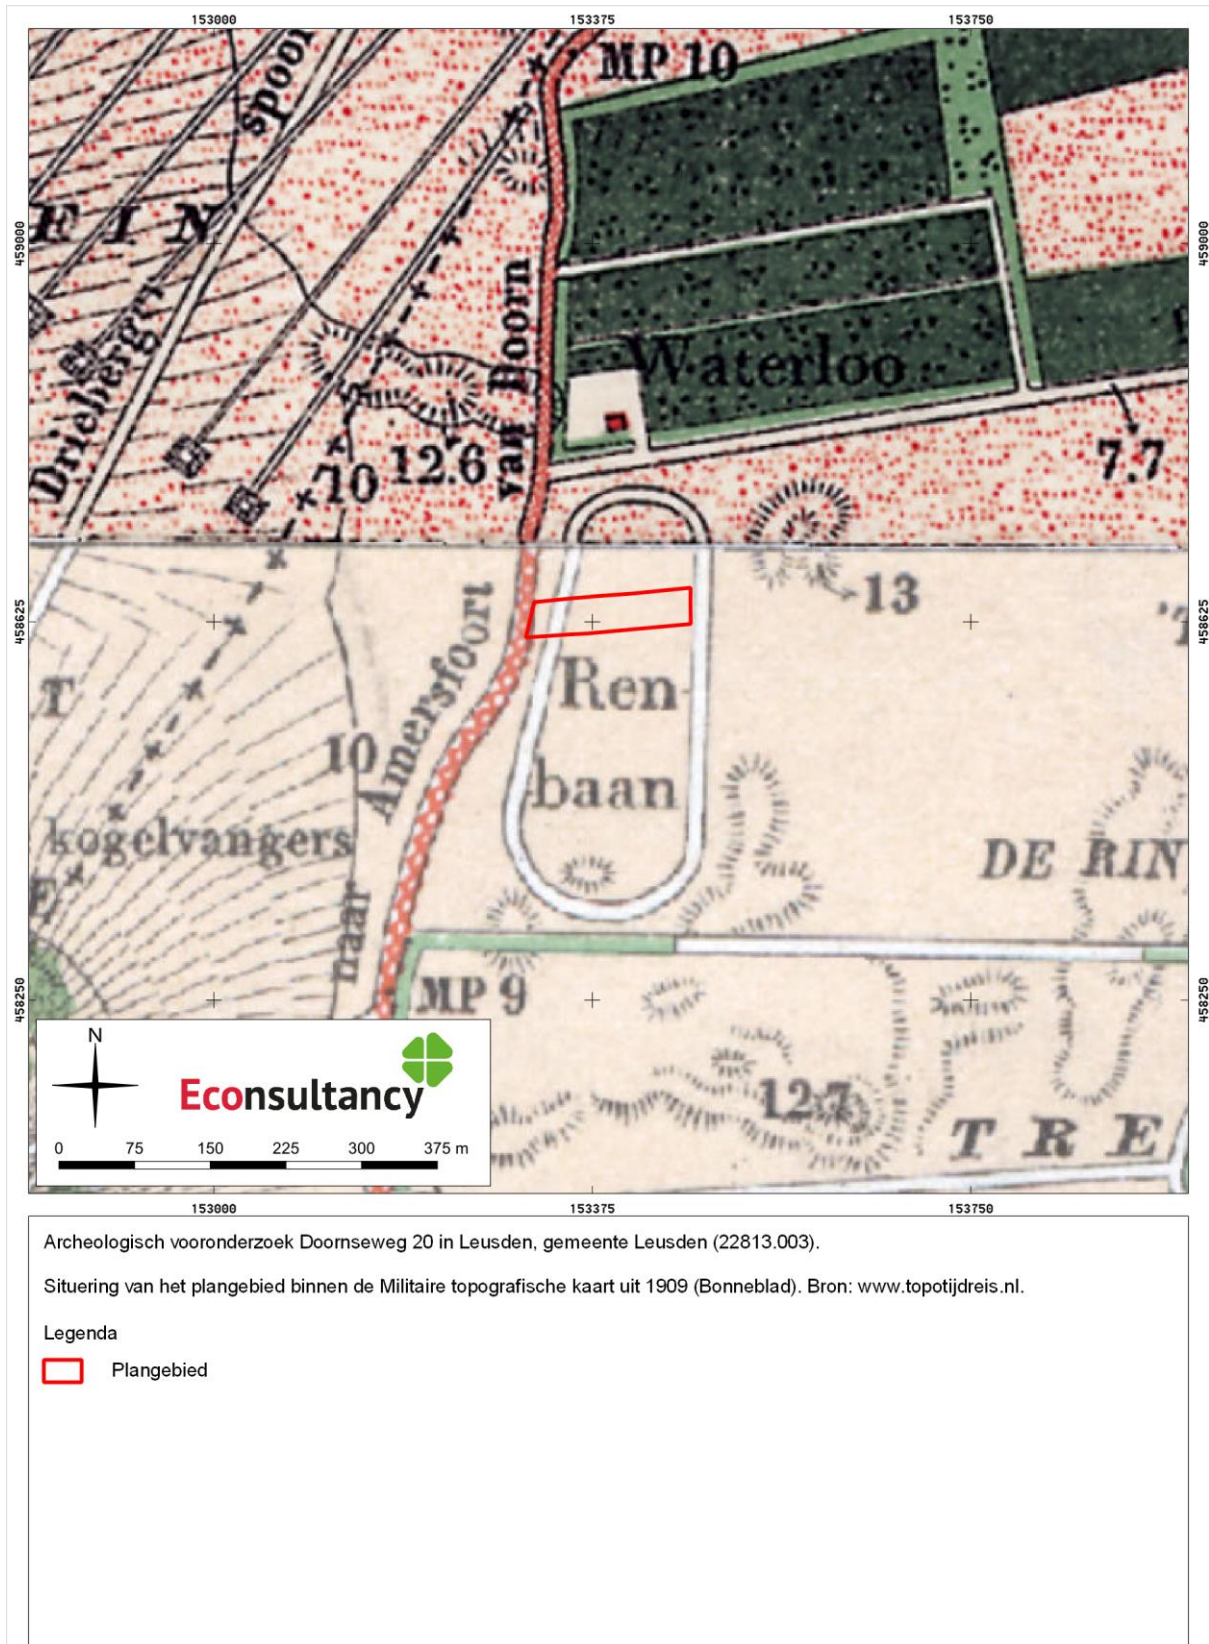 153000 153375 153750
MP 10
spoor
EIN
459000 459000
van Doorn
Waterloo
Driebergen
12.6
10
7.7
13
458625 458625
T
Ren-
baan
10
naar Amersfoort
kogelvangers
DE RIN
E
MP 9
458250 458250
12.7
TRE
N
Econsultancy
0 75 150 225 300 375 m
153000 153375 153750
Archeologisch vooronderzoek Doornseweg 20 in Leusden, gemeente Leusden (22813.003).
Situering van het plangebied binnen de Militaire topografische kaart uit 1909 (Bonneblad). Bron: www.topotijdreis.nl.
Legenda
Plangebied